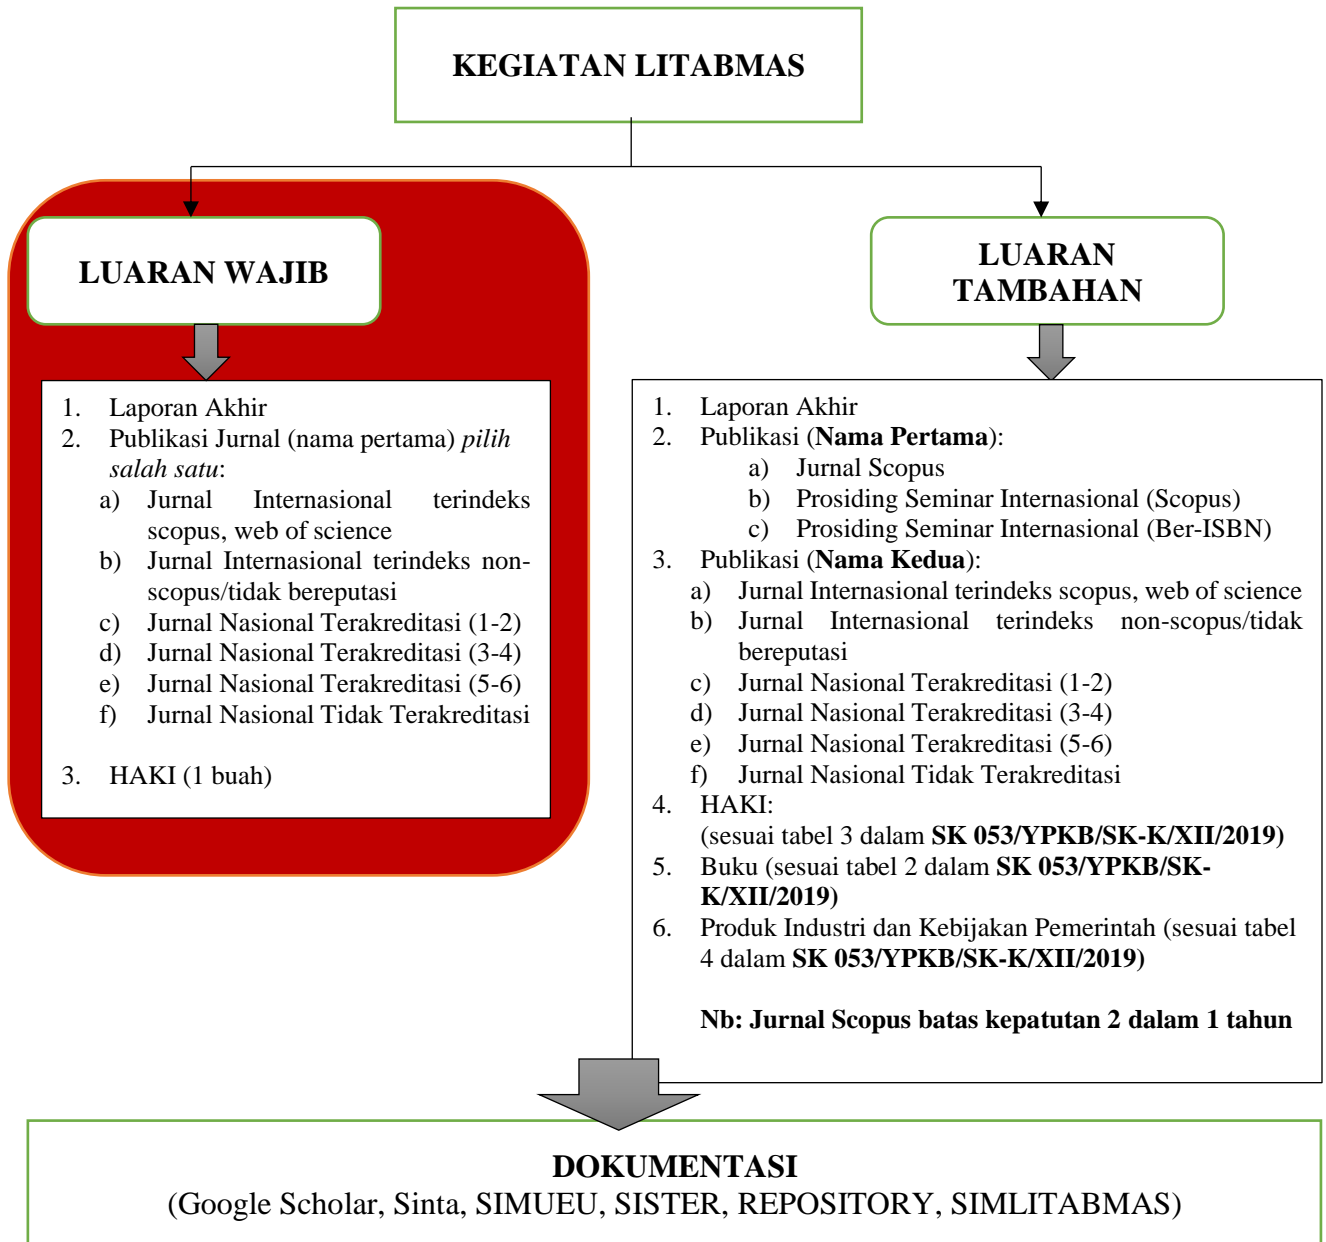 KEGIATAN LITABMAS
LUARAN WAJIB
1. Laporan Akhir
2. Publikasi Jurnal (nama pertama) pilih
salah satu:
a) Jurnal Internasional terindeks
scopus, web of science
b) Jurnal Internasional terindeks non-
scopus/tidak bereputasi
c) Jurnal Nasional Terakreditasi (1-2)
d) Jurnal Nasional Terakreditasi (3-4)
e) Jurnal Nasional Terakreditasi (5-6)
f) Jurnal Nasional Tidak Terakreditasi
3. HAKI (1 buah)
LUARAN
TAMBAHAN
1. Laporan Akhir
2. Publikasi (Nama Pertama):
a) Jurnal Scopus
b) Prosiding Seminar Internasional (Scopus)
c) Prosiding Seminar Internasional (Ber-ISBN)
3. Publikasi (Nama Kedua):
a) Jurnal Internasional terindeks scopus, web of science
b) Jurnal Internasional terindeks non-scopus/tidak
bereputasi
c) Jurnal Nasional Terakreditasi (1-2)
d) Jurnal Nasional Terakreditasi (3-4)
e) Jurnal Nasional Terakreditasi (5-6)
f) Jurnal Nasional Tidak Terakreditasi
4. HAKI:
(sesuai tabel 3 dalam SK 053/YPKB/SK-K/XII/2019)
5. Buku (sesuai tabel 2 dalam SK 053/YPKB/SK-
K/XII/2019)
6. Produk Industri dan Kebijakan Pemerintah (sesuai tabel
4 dalam SK 053/YPKB/SK-K/XII/2019)
Nb: Jurnal Scopus batas kepatutan 2 dalam 1 tahun
DOKUMENTASI
(Google Scholar, Sinta, SIMUEU, SISTER, REPOSITORY, SIMLITABMAS)